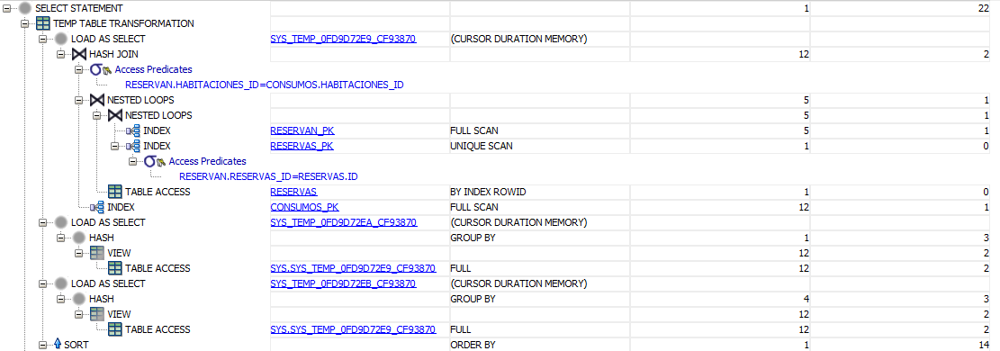 SELECT STATEMENT 1 22
TEMP TABLE TRANSFORMATION
LOAD AS SELECT SYS_TEMP_0FD9D72E9_CF93870 (CURSOR DURATION MEMORY)
HASH JOIN 12 2
Access Predicates
RESERVAN.HABITACIONES_ID=CONSUMOS.HABITACIONES_ID
NESTED LOOPS 5 1
NESTED LOOPS 5 1
INDEX RESERVAN_PK FULL SCAN 5 1
INDEX RESERVAS_PK UNIQUE SCAN 1 0
Access Predicates
RESERVAN.RESERVAS_ID=RESERVAS.ID
TABLE ACCESS RESERVAS BY INDEX ROWID 1 0
INDEX CONSUMOS_PK FULL SCAN 12 1
LOAD AS SELECT SYS_TEMP_0FD9D72EA_CF93870 (CURSOR DURATION MEMORY)
HASH GROUP BY 1 3
VIEW 12 2
TABLE ACCESS SYS.SYS_TEMP_0FD9D72E9_CF93870 FULL 12 2
LOAD AS SELECT SYS_TEMP_0FD9D72EB_CF93870 (CURSOR DURATION MEMORY)
HASH GROUP BY 4 3
VIEW 12 2
TABLE ACCESS SYS.SYS_TEMP_0FD9D72E9_CF93870 FULL 12 2
SORT ORDER BY 1 14